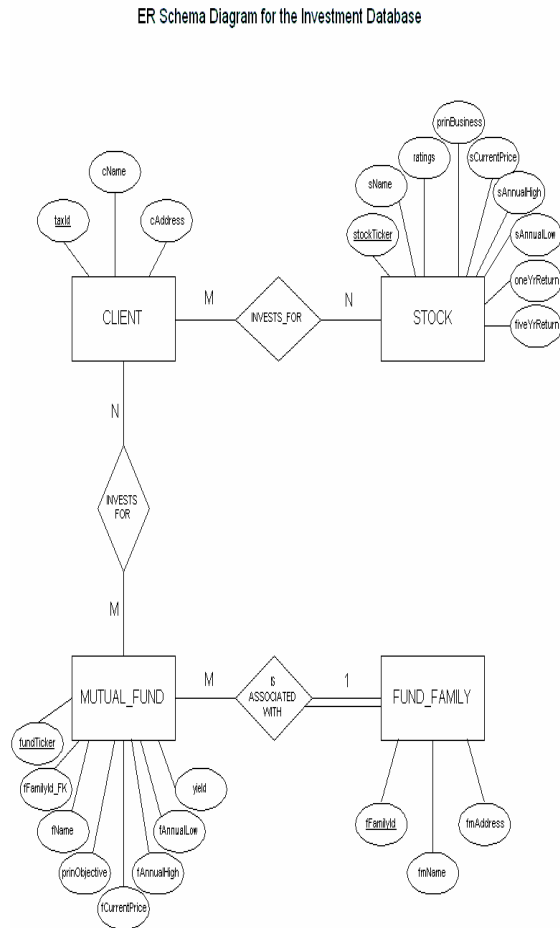 ER Schema Diagram for the Investment Database
prinBusiness
cName
ratings
sCurrentPrice
sName
sAnnualHigh
taxId
cAddress
stockTicker
sAnnualLow
CLIENT
M
INVESTS_FOR
N
STOCK
oneYrReturn
fiveYrReturn
N
INVESTS
FOR
M
MUTUAL_FUND
M
IS
ASSOCIATED
WITH
1
FUND_FAMILY
fundTicker
fFamilyId_FK
yield
fName
fAnnualLow
prinObjective
fAnnualHigh
fCurrentPrice
fFamilyId
fmAddress
fmName